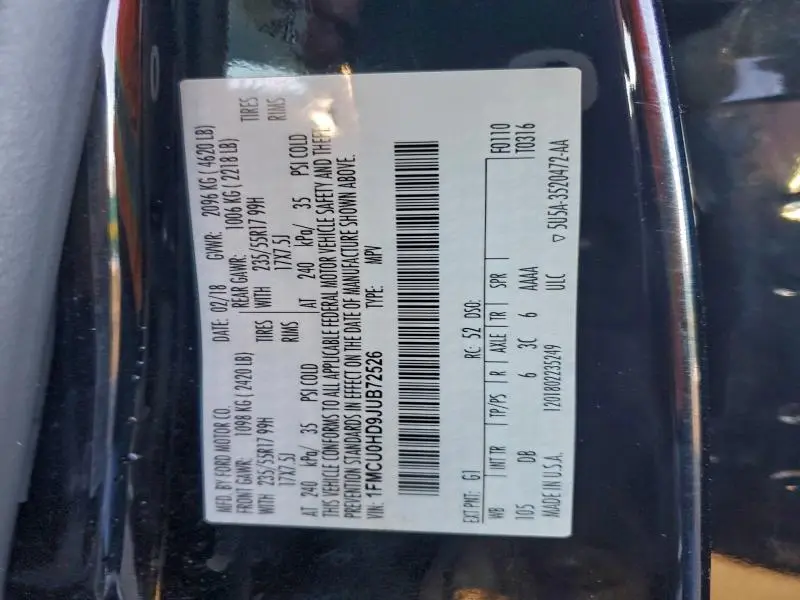 MFD. BY FORD MOTOR CO. DATE: 02/18 GVWR: 2096 KG ( 4620 LB)
FRONT GAWR: 1098 KG ( 2420 LB) REAR GAWR: 1006 KG ( 2218 LB)
WITH 235/55R17 99H TIRES WITH 235/55R17 99H TIRES
17X7.5J RIMS 17X7.5J RIMS
AT 240 kPa/ 35 PSI COLD AT 240 kPa/ 35 PSI COLD
THIS VEHICLE CONFORMS TO ALL APPLICABLE FEDERAL MOTOR VEHICLE SAFETY AND THEFT
PREVENTION STANDARDS IN EFFECT ON THE DATE OF MANUFACTURE SHOWN ABOVE.
VIN: 1FMCU0HD9JUB72526 TYPE: MPV
EXT PNT: G1 RC: 52 DSO: F0110
WB INT TR TP/PS R AXLE TR SPR T0316
105 DB 6 3C 6 AAAA
▽ 5U5A-3520472-AA
MADE IN U.S.A. 1201802235249 ULC